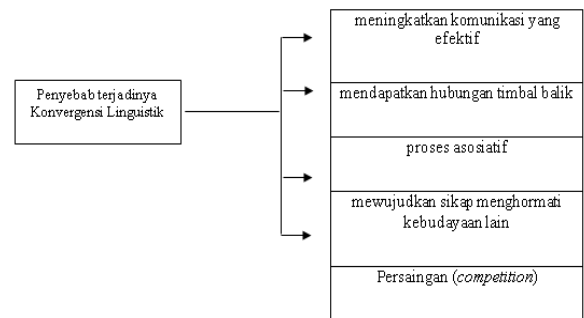 Penyebab terjadinya
Konvergensi Linguistik
meningkatkan komunikasi yang
efektif
mendapatkan hubungan timbal balik
proses asosiatif
mewujudkan sikap menghormati
kebudayaan lain
Persaingan (competition)